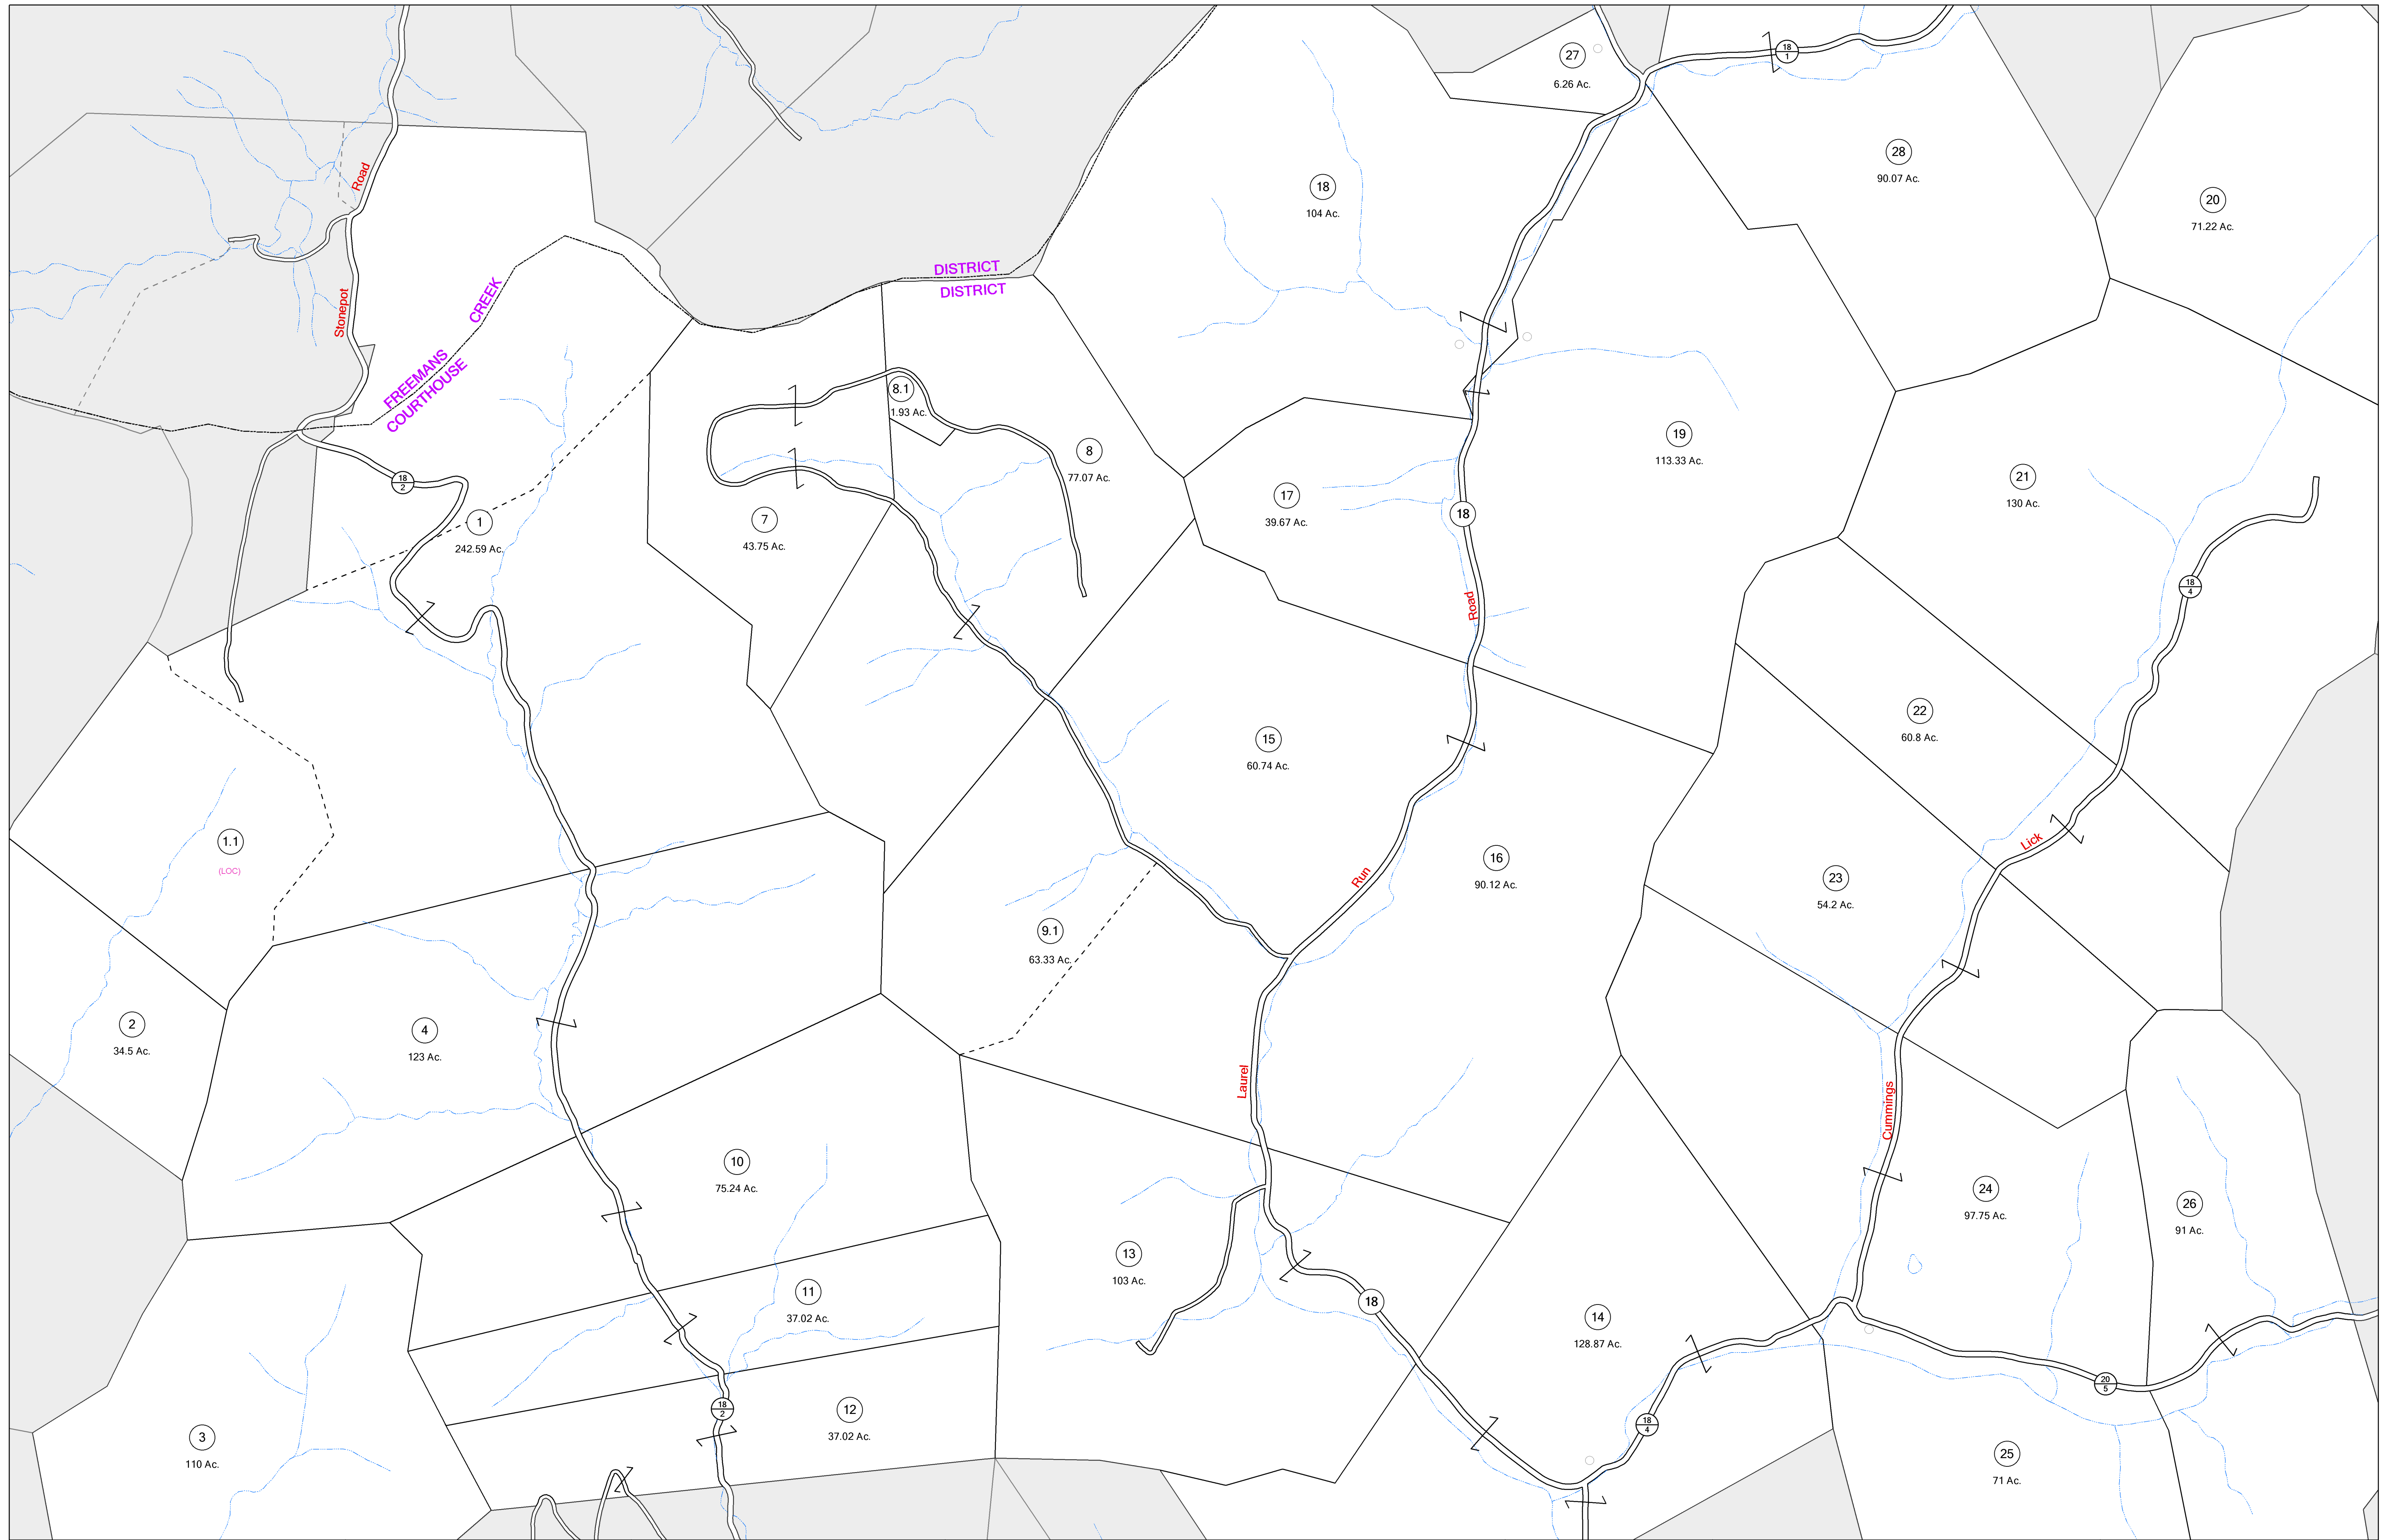 27
6.26 Ac.
18
1
28
90.07 Ac.
18
104 Ac.
20
71.22 Ac.
Road
Stonepot
CREEK
FREEMANS
COURTHOUSE
DISTRICT
DISTRICT
8.1
1.93 Ac.
8
77.07 Ac.
19
113.33 Ac.
18
2
1
242.59 Ac.
7
43.75 Ac.
17
39.67 Ac.
18
21
130 Ac.
18
4
Road
22
60.8 Ac.
15
60.74 Ac.
1.1
(LOC)
16
90.12 Ac.
Run
23
54.2 Ac.
Lick
9.1
63.33 Ac.
2
34.5 Ac.
4
123 Ac.
Laurel
Cummings
10
75.24 Ac.
24
97.75 Ac.
26
91 Ac.
13
103 Ac.
11
37.02 Ac.
18
14
128.87 Ac.
20
5
18
2
12
37.02 Ac.
18
4
3
110 Ac.
25
71 Ac.